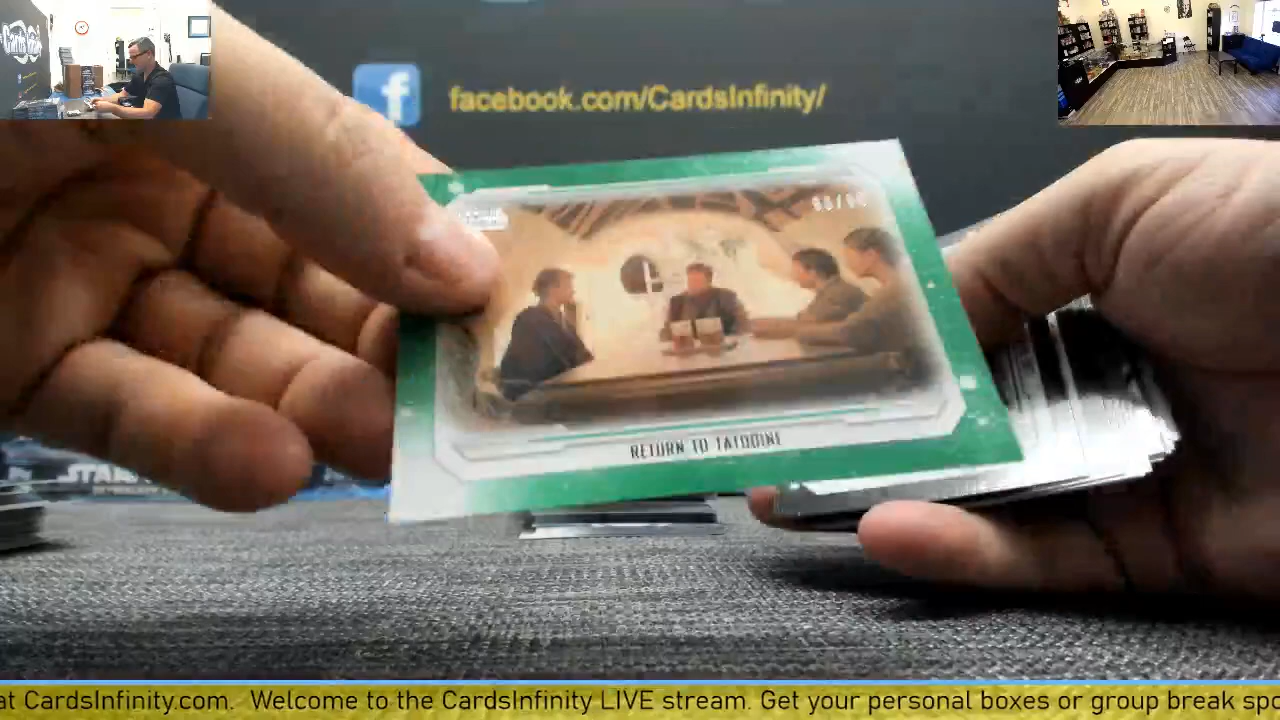 facebook.com/CardsInfinity/
RETURN TO TATOOINE
STAR
at CardsInfinity.com. Welcome to the CardsInfinity LIVE stream. Get your personal boxes or group break spo